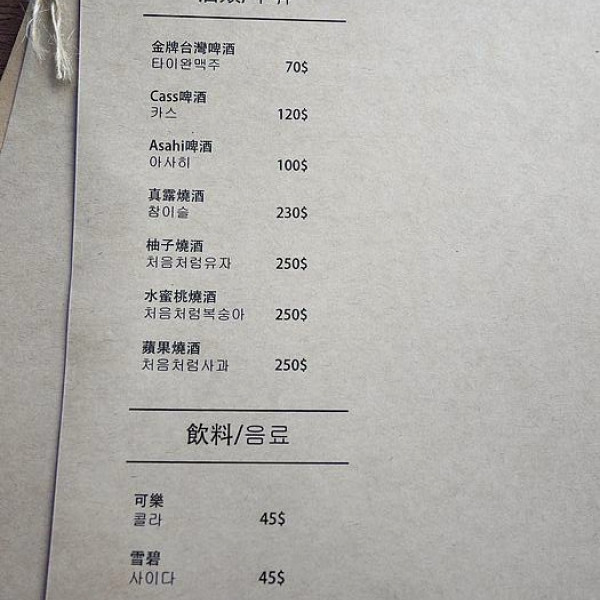 金牌台灣啤酒
타이완맥주 70$
Cass啤酒
카스 120$
Asahi啤酒
아사히 100$
真露燒酒
참이슬 230$
柚子燒酒
처음처럼유자 250$
水蜜桃燒酒
처음처럼복숭아 250$
蘋果燒酒
처음처럼사과 250$
飲料/음료
可樂
콜라 45$
雪碧
사이다 45$